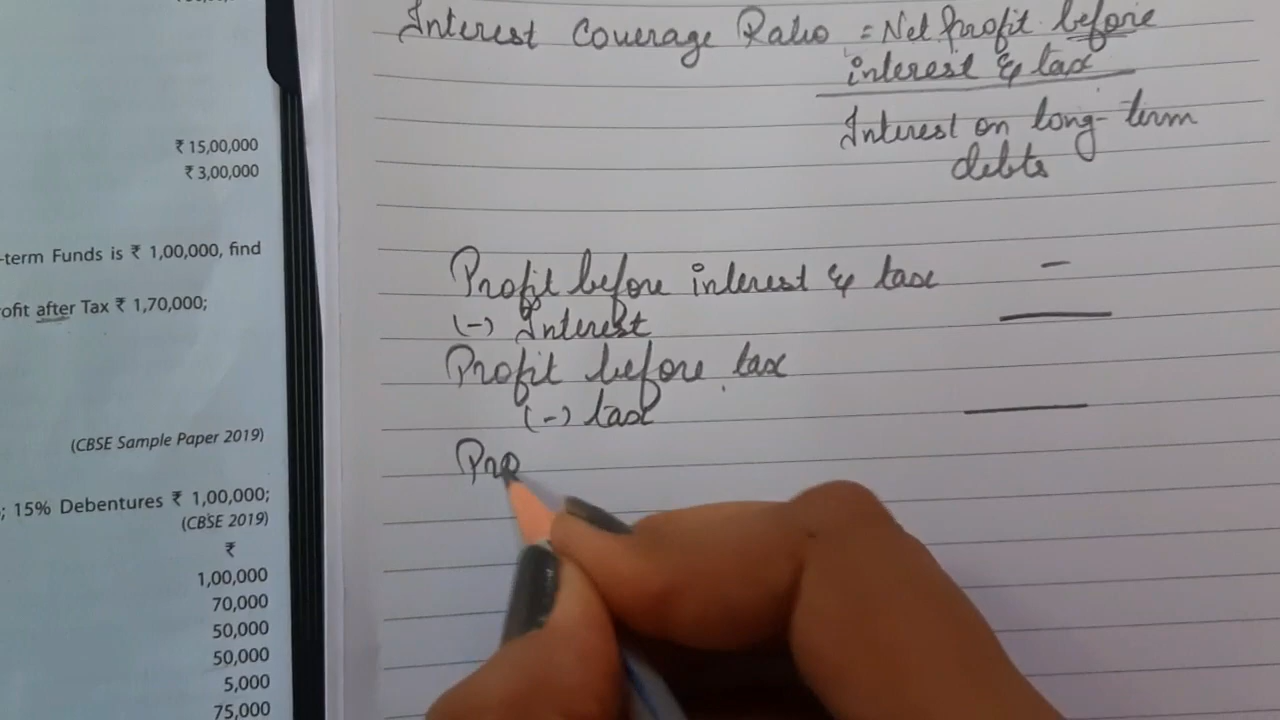 ₹ 15,00,000
₹ 3,00,000
-term Funds is ₹ 1,00,000, find
ofit after Tax ₹ 1,70,000;
(CBSE Sample Paper 2019)
; 15% Debentures ₹ 1,00,000;
(CBSE 2019)
₹
1,00,000
70,000
50,000
50,000
5,000
75,000
Interest Coverage Ratio = Net Profit before
interest & tax
Interest on long-term
debts
Profit before interest & tax —
(-) Interest
Profit before tax
(-) tax
Pro